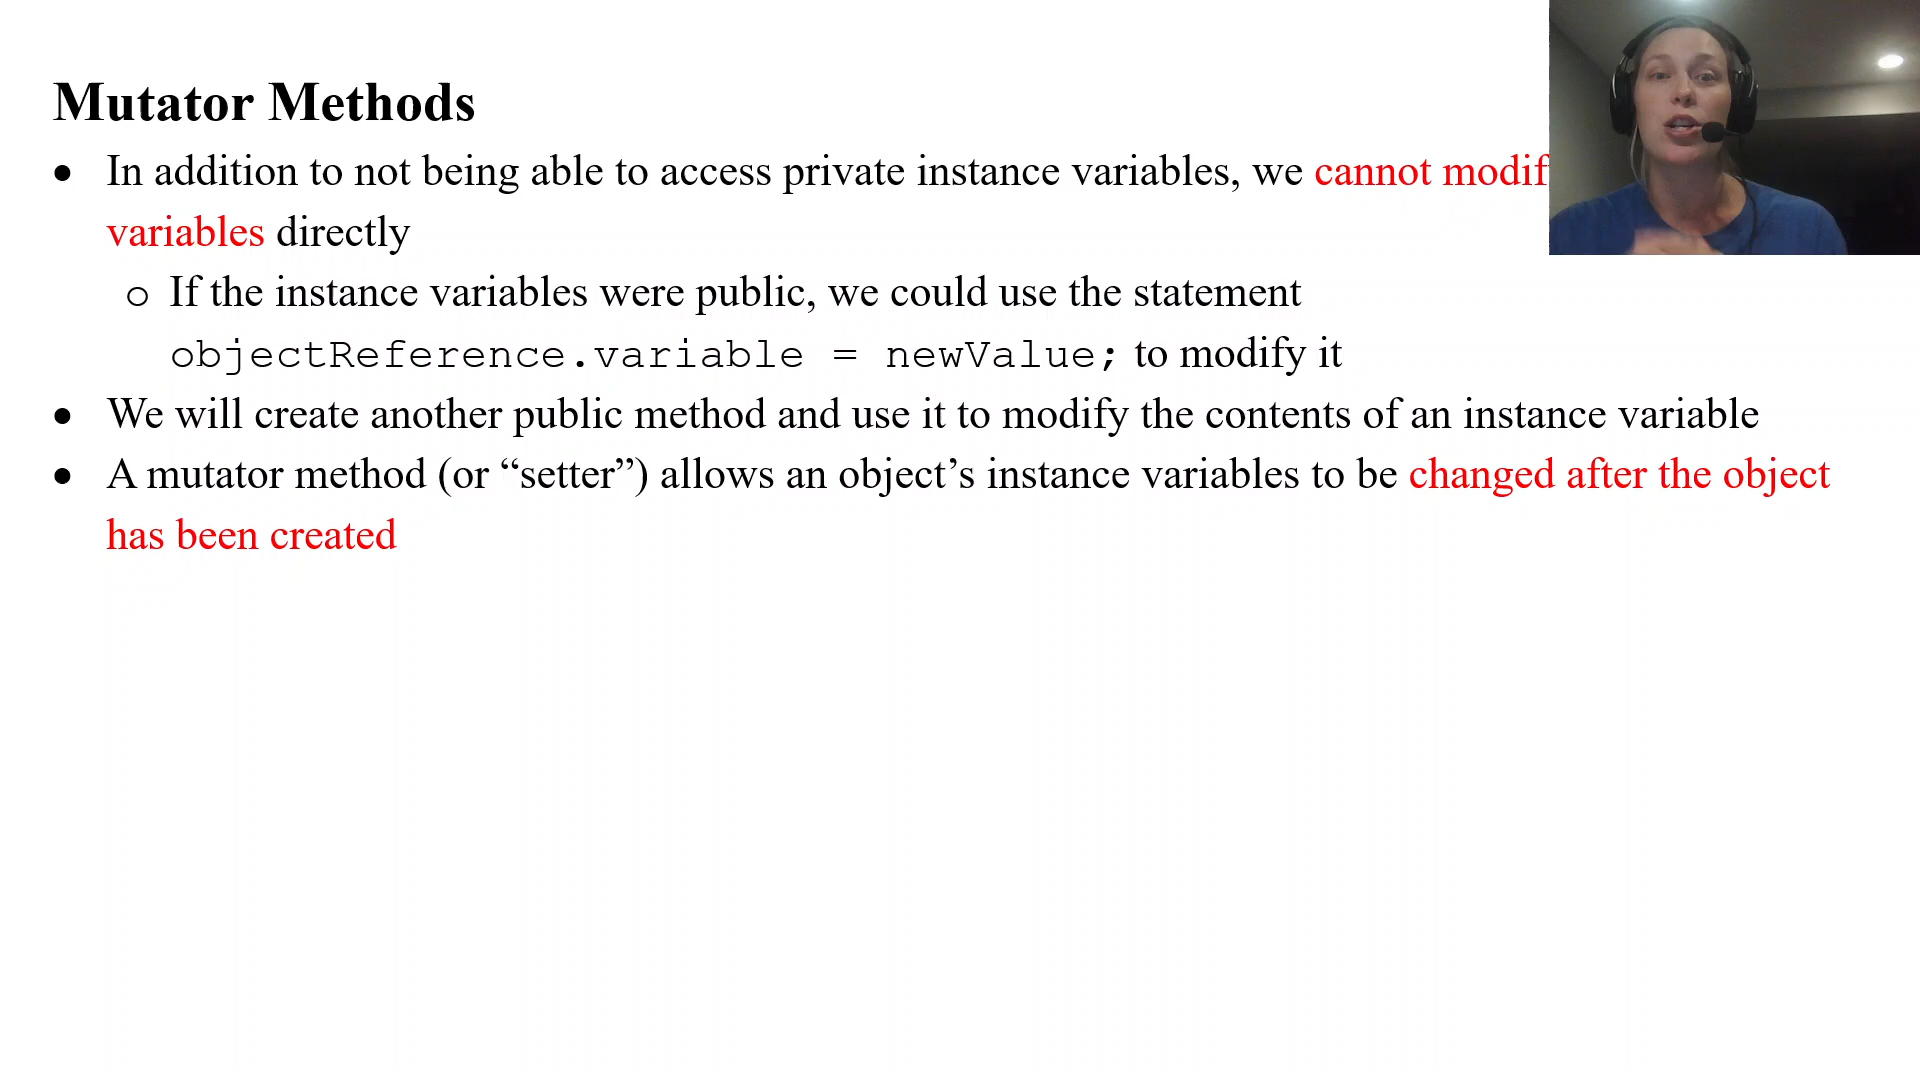 Mutator Methods
• In addition to not being able to access private instance variables, we cannot
variables directly
o If the instance variables were public, we could use the statement
objectReference.variable = newValue; to modify it
• We will create another public method and use it to modify the contents of an instance variable
• A mutator method (or “setter”) allows an object’s instance variables to be changed after the object
has been created